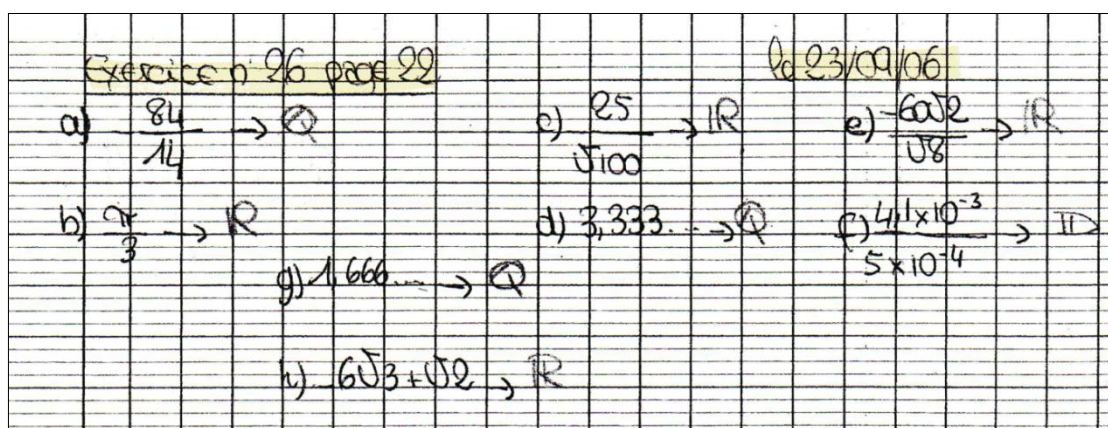 Exercice n° 26 page 22
Le 23/09/06
a) 84/14 → ℚ
c) 25/√100 → ℝ
e) -60√2/√8 → ℝ
b) π/3 → ℝ
d) 3,333... → ℚ
f) 4,1×10⁻³/5×10⁻⁴ → 𝔻
g) 1,666.... → ℚ
h) -6√3+√2 → ℝ